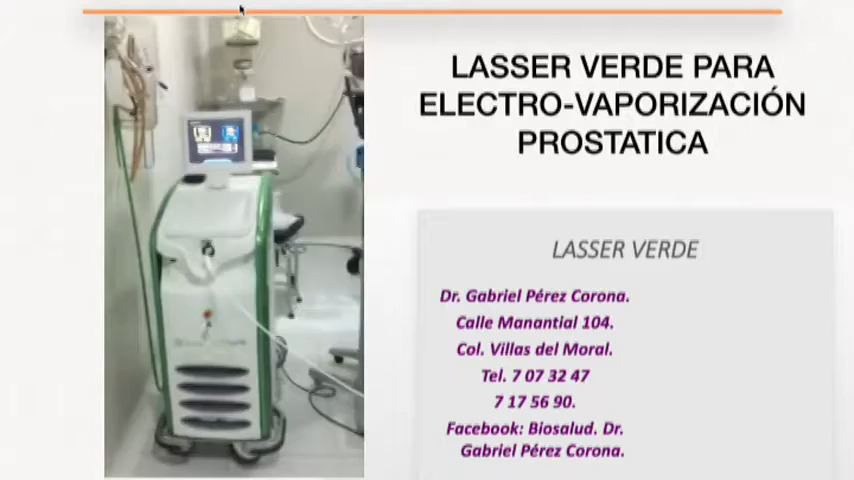 LASSER VERDE PARA
ELECTRO-VAPORIZACIÓN
PROSTATICA
LASSER VERDE
Dr. Gabriel Pérez Corona.
Calle Manantial 104.
Col. Villas del Moral.
Tel. 7 07 32 47
7 17 56 90.
Facebook: Biosalud. Dr.
Gabriel Pérez Corona.